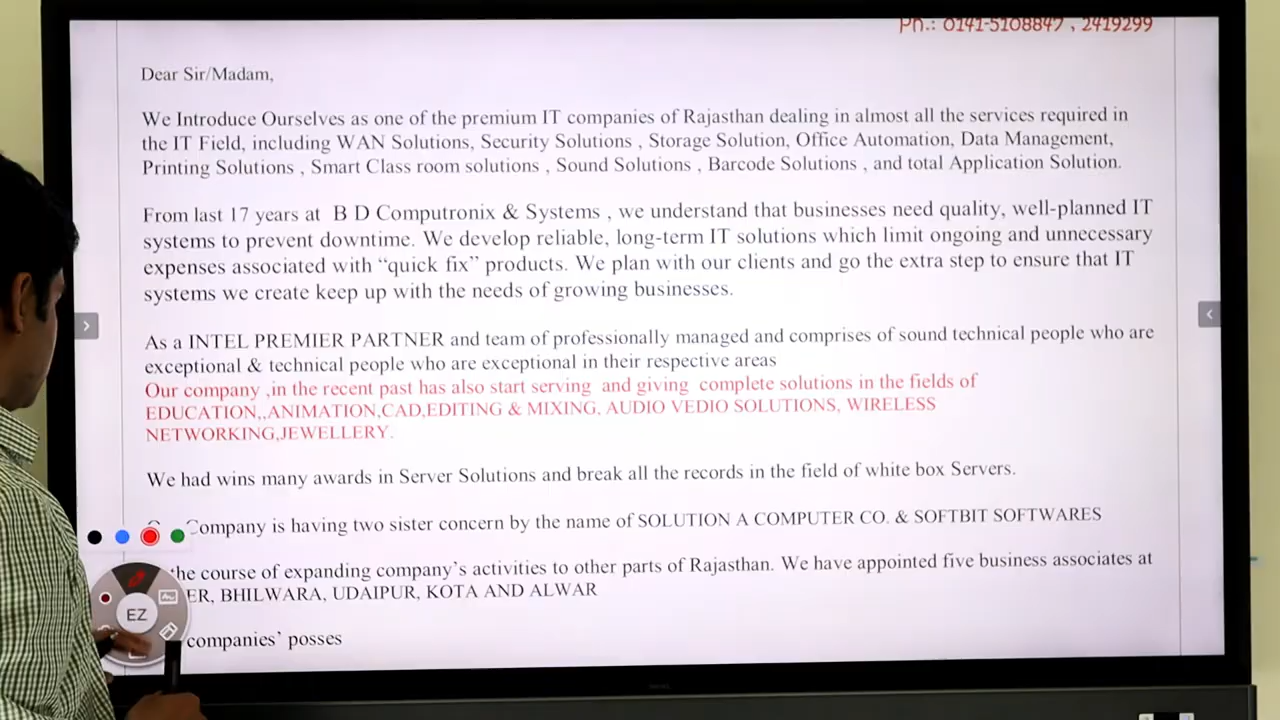 Ph.: 0141-5108847 , 2419299
Dear Sir/Madam,
We Introduce Ourselves as one of the premium IT companies of Rajasthan dealing in almost all the services required in
the IT Field, including WAN Solutions, Security Solutions , Storage Solution, Office Automation, Data Management,
Printing Solutions , Smart Class room solutions , Sound Solutions , Barcode Solutions , and total Application Solution.
From last 17 years at B D Computronix & Systems , we understand that businesses need quality, well-planned IT
systems to prevent downtime. We develop reliable, long-term IT solutions which limit ongoing and unnecessary
expenses associated with “quick fix” products. We plan with our clients and go the extra step to ensure that IT
systems we create keep up with the needs of growing businesses.
As a INTEL PREMIER PARTNER and team of professionally managed and comprises of sound technical people who are
exceptional & technical people who are exceptional in their respective areas
Our company ,in the recent past has also start serving and giving complete solutions in the fields of
EDUCATION,,ANIMATION,CAD,EDITING & MIXING, AUDIO VEDIO SOLUTIONS, WIRELESS
NETWORKING,JEWELLERY.
We had wins many awards in Server Solutions and break all the records in the field of white box Servers.
Company is having two sister concern by the name of SOLUTION A COMPUTER CO. & SOFTBIT SOFTWARES
the course of expanding company’s activities to other parts of Rajasthan. We have appointed five business associates at
ER, BHILWARA, UDAIPUR, KOTA AND ALWAR
EZ
companies’ posses